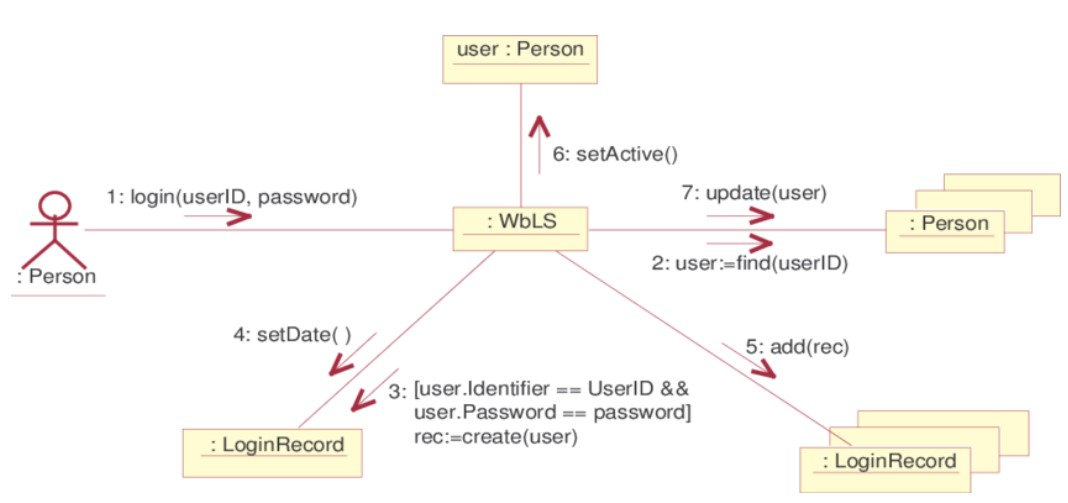 user : Person
6: setActive()
1: login(userID, password)
7: update(user)
: WbLS
: Person
2: user:=find(userID)
: Person
4: setDate( )
5: add(rec)
3: [user.Identifier == UserID &&
user.Password == password]
rec:=create(user)
: LoginRecord
: LoginRecord